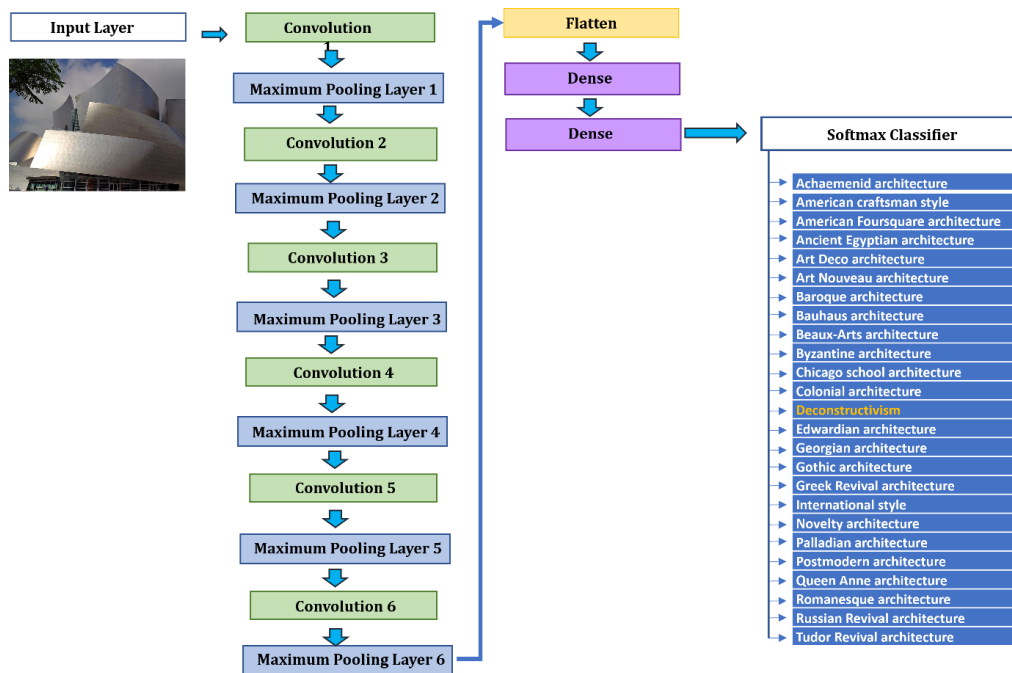 Input Layer
Convolution
1
Maximum Pooling Layer 1
Convolution 2
Maximum Pooling Layer 2
Convolution 3
Maximum Pooling Layer 3
Convolution 4
Maximum Pooling Layer 4
Convolution 5
Maximum Pooling Layer 5
Convolution 6
Maximum Pooling Layer 6
Flatten
Dense
Dense
Softmax Classifier
Achaemenid architecture
American craftsman style
American Foursquare architecture
Ancient Egyptian architecture
Art Deco architecture
Art Nouveau architecture
Baroque architecture
Bauhaus architecture
Beaux-Arts architecture
Byzantine architecture
Chicago school architecture
Colonial architecture
Deconstructivism
Edwardian architecture
Georgian architecture
Gothic architecture
Greek Revival architecture
International style
Novelty architecture
Palladian architecture
Postmodern architecture
Queen Anne architecture
Romanesque architecture
Russian Revival architecture
Tudor Revival architecture